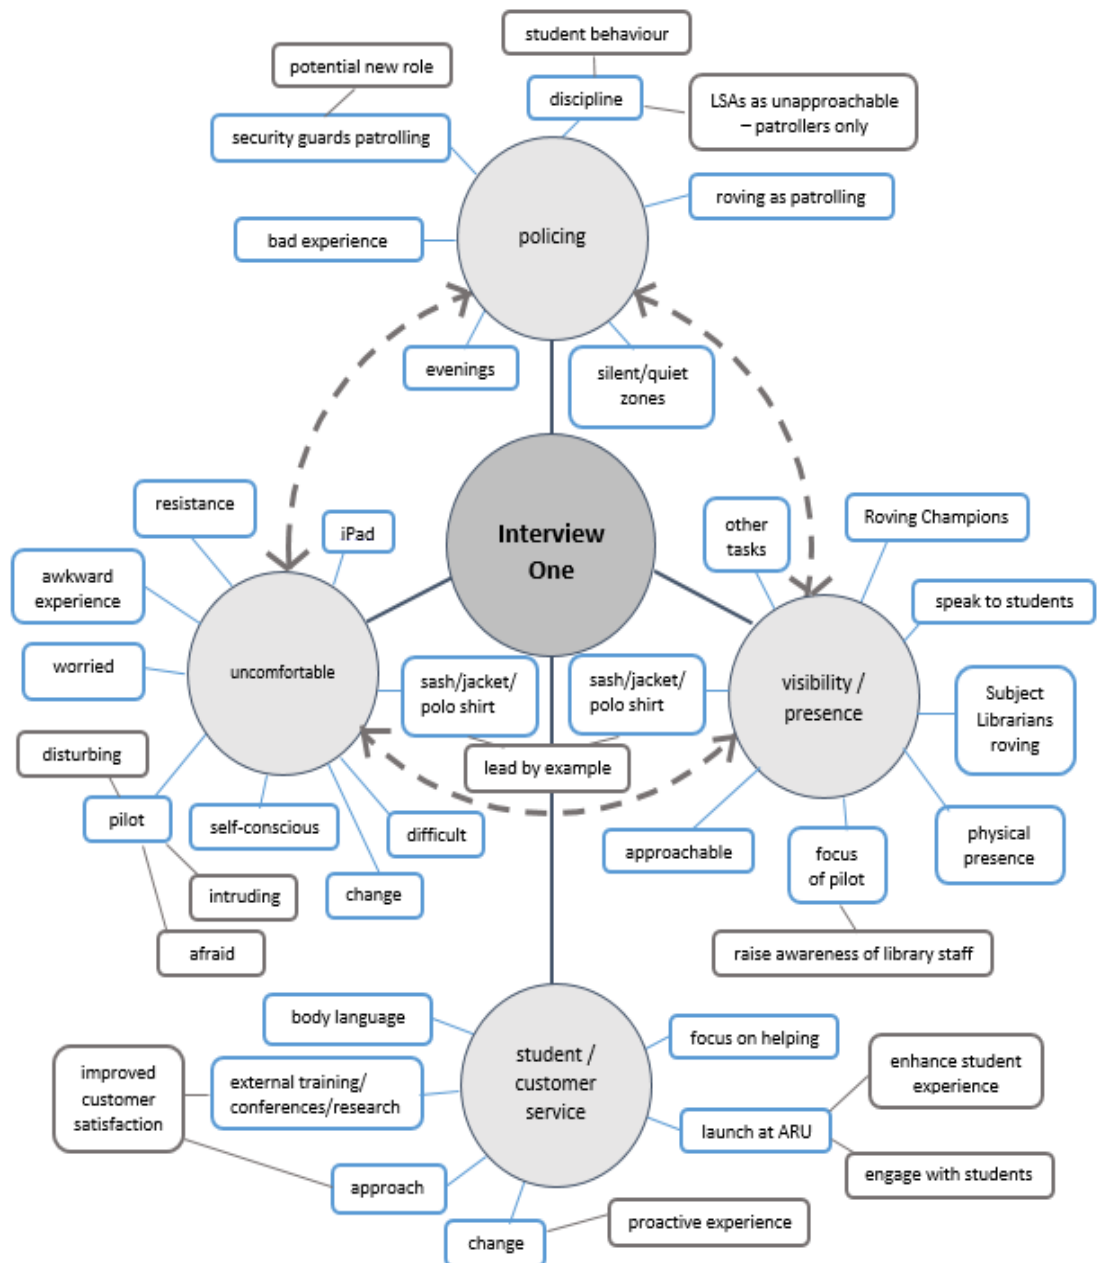 student behaviour
potential new role
discipline
LSAs as unapproachable
– patrollers only
security guards patrolling
roving as patrolling
policing
bad experience
evenings
silent/quiet
zones
Interview
One
resistance
iPad
awkward
experience
worried
uncomfortable
sash/jacket/
polo shirt
disturbing
pilot
self-conscious
difficult
intruding
change
afraid
other
tasks
Roving Champions
speak to students
sash/jacket/
polo shirt
visibility /
presence
Subject
Librarians
roving
lead by example
approachable
focus
of pilot
physical
presence
raise awareness of library staff
body language
student /
customer
service
focus on helping
enhance student
experience
improved
customer
satisfaction
external training/
conferences/research
launch at ARU
approach
engage with students
change
proactive experience